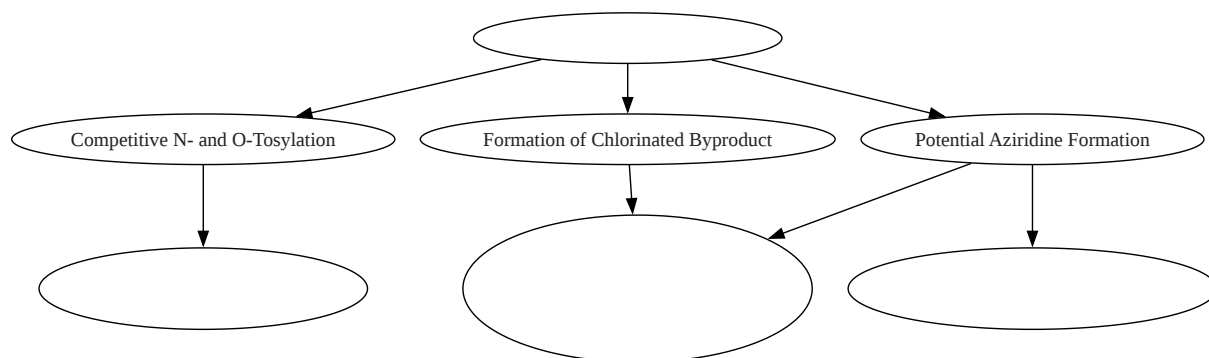 Competitive N- and O-Tosylation
Formation of Chlorinated Byproduct
Potential Aziridine Formation